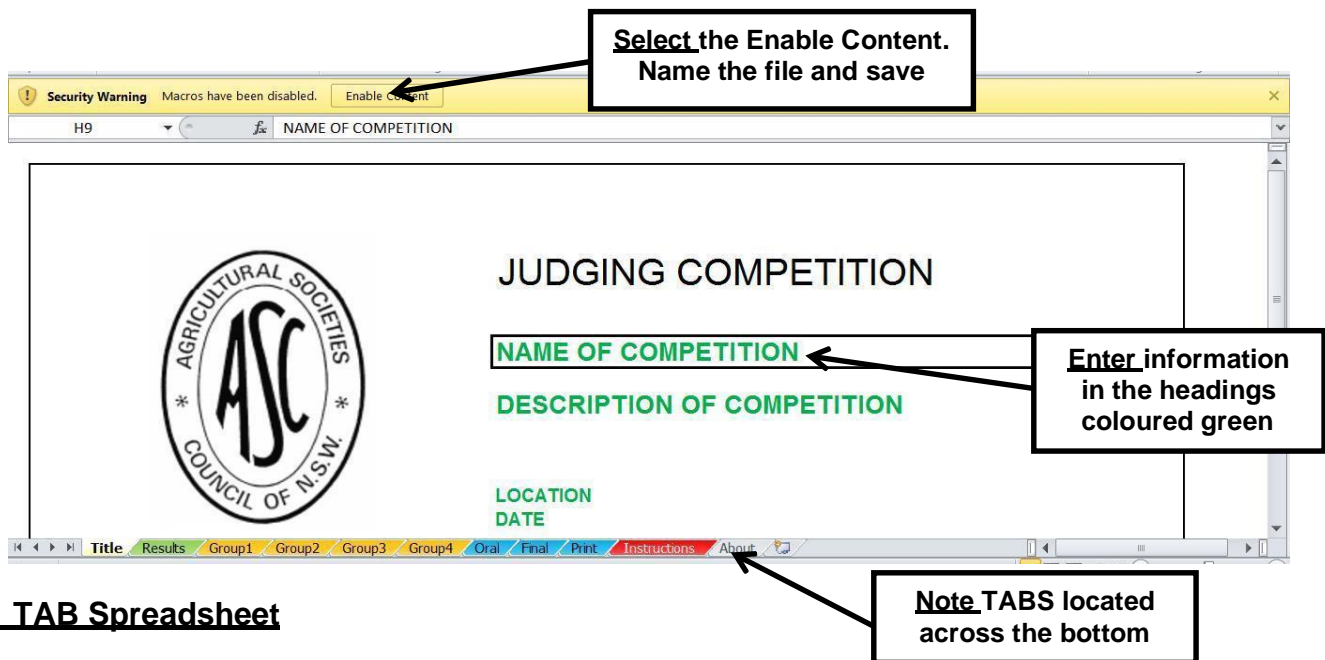 Select the Enable Content.
Name the file and save
Security Warning Macros have been disabled. Enable Content
H9 fx NAME OF COMPETITION
AGRICULTURAL SOCIETIES
ASC
* *
COUNCIL OF N.S.W.
JUDGING COMPETITION
NAME OF COMPETITION
DESCRIPTION OF COMPETITION
LOCATION
DATE
Enter information
in the headings
coloured green
Title Results Group1 Group2 Group3 Group4 Oral Final Print Instructions About
TAB Spreadsheet
Note TABS located
across the bottom